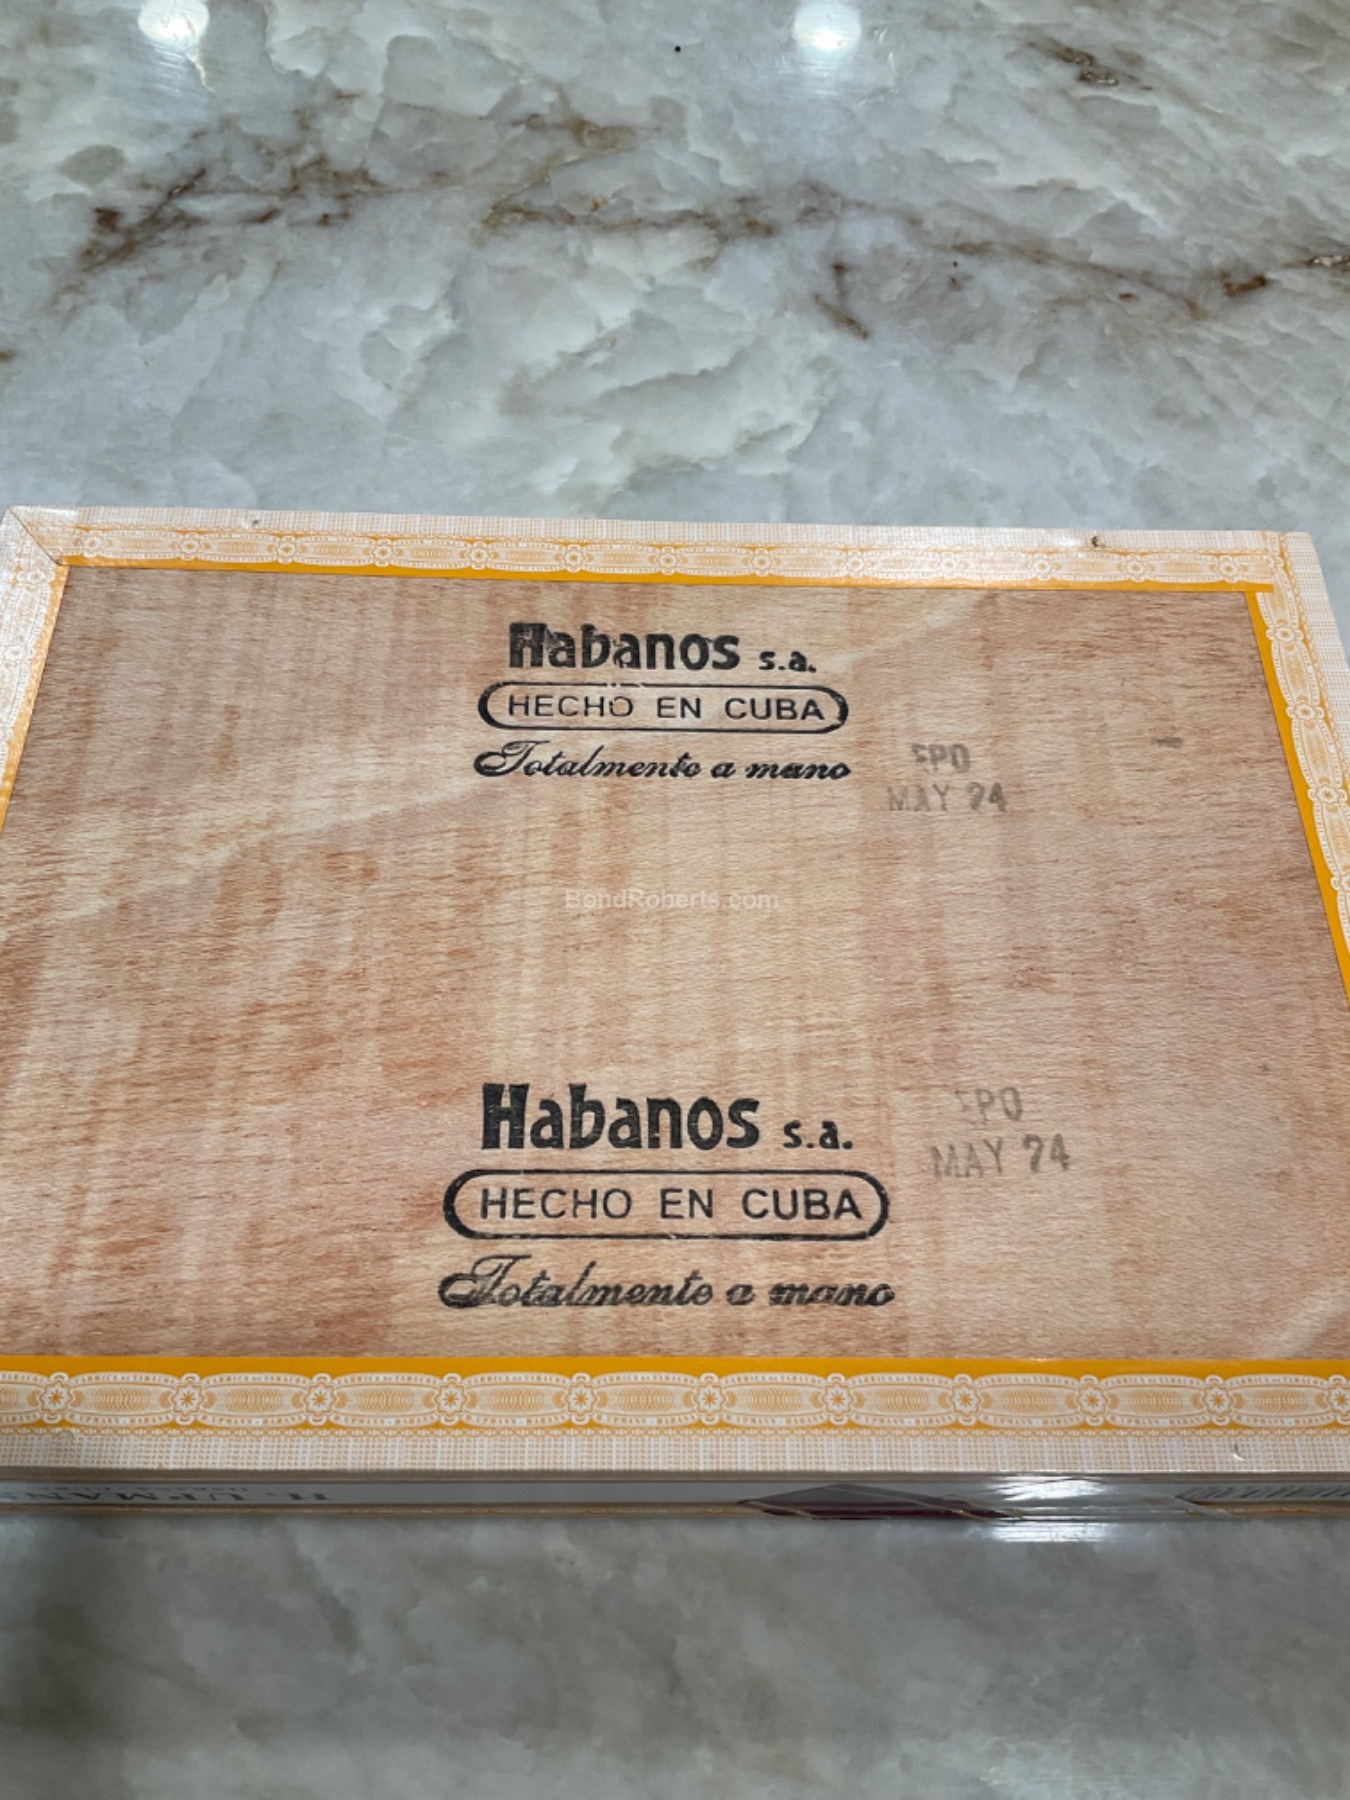 Habanos s.a.
HECHO EN CUBA
Totalmente a mano
EPO
MAY 24
BondRoberts.com
Habanos s.a.
EPO
MAY 24
HECHO EN CUBA
Totalmente a mano
H. UPMANN